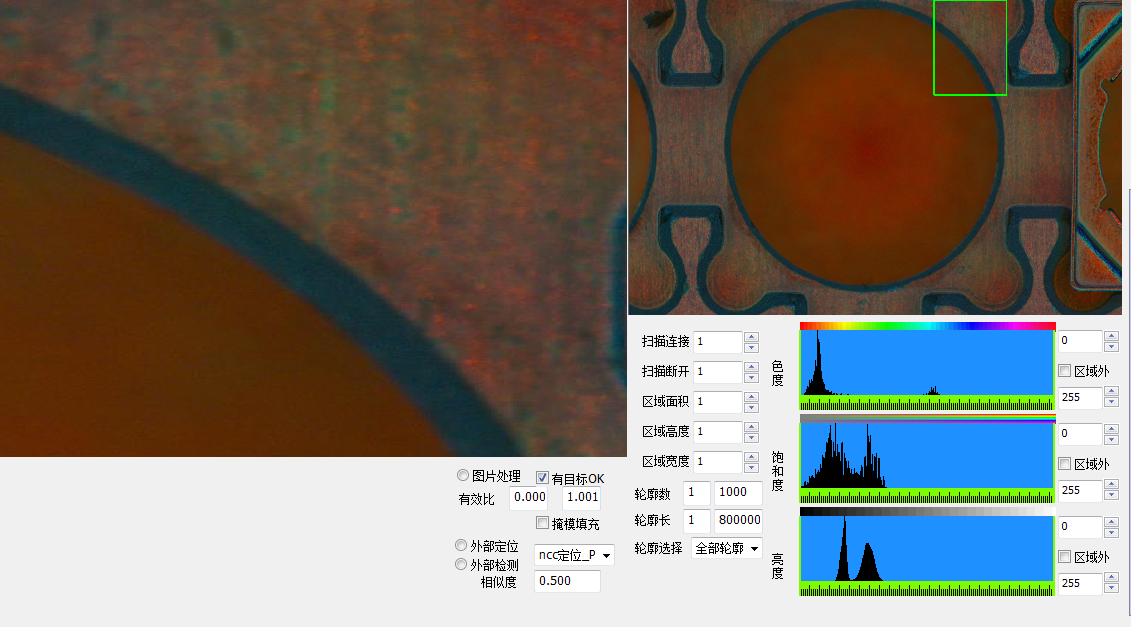 扫描连接 1
扫描断开 1
区域面积 1
区域高度 1
区域宽度 1
轮廓数 1 1000
轮廓长 1 800000
轮廓选择 全部轮廓
色度
0
区域外
255
饱和度
0
区域外
255
亮度
0
区域外
255
图片处理 有目标OK
有效比 0.000 1.001
掩模填充
外部定位
外部检测 ncc定位_P
相似度 0.500